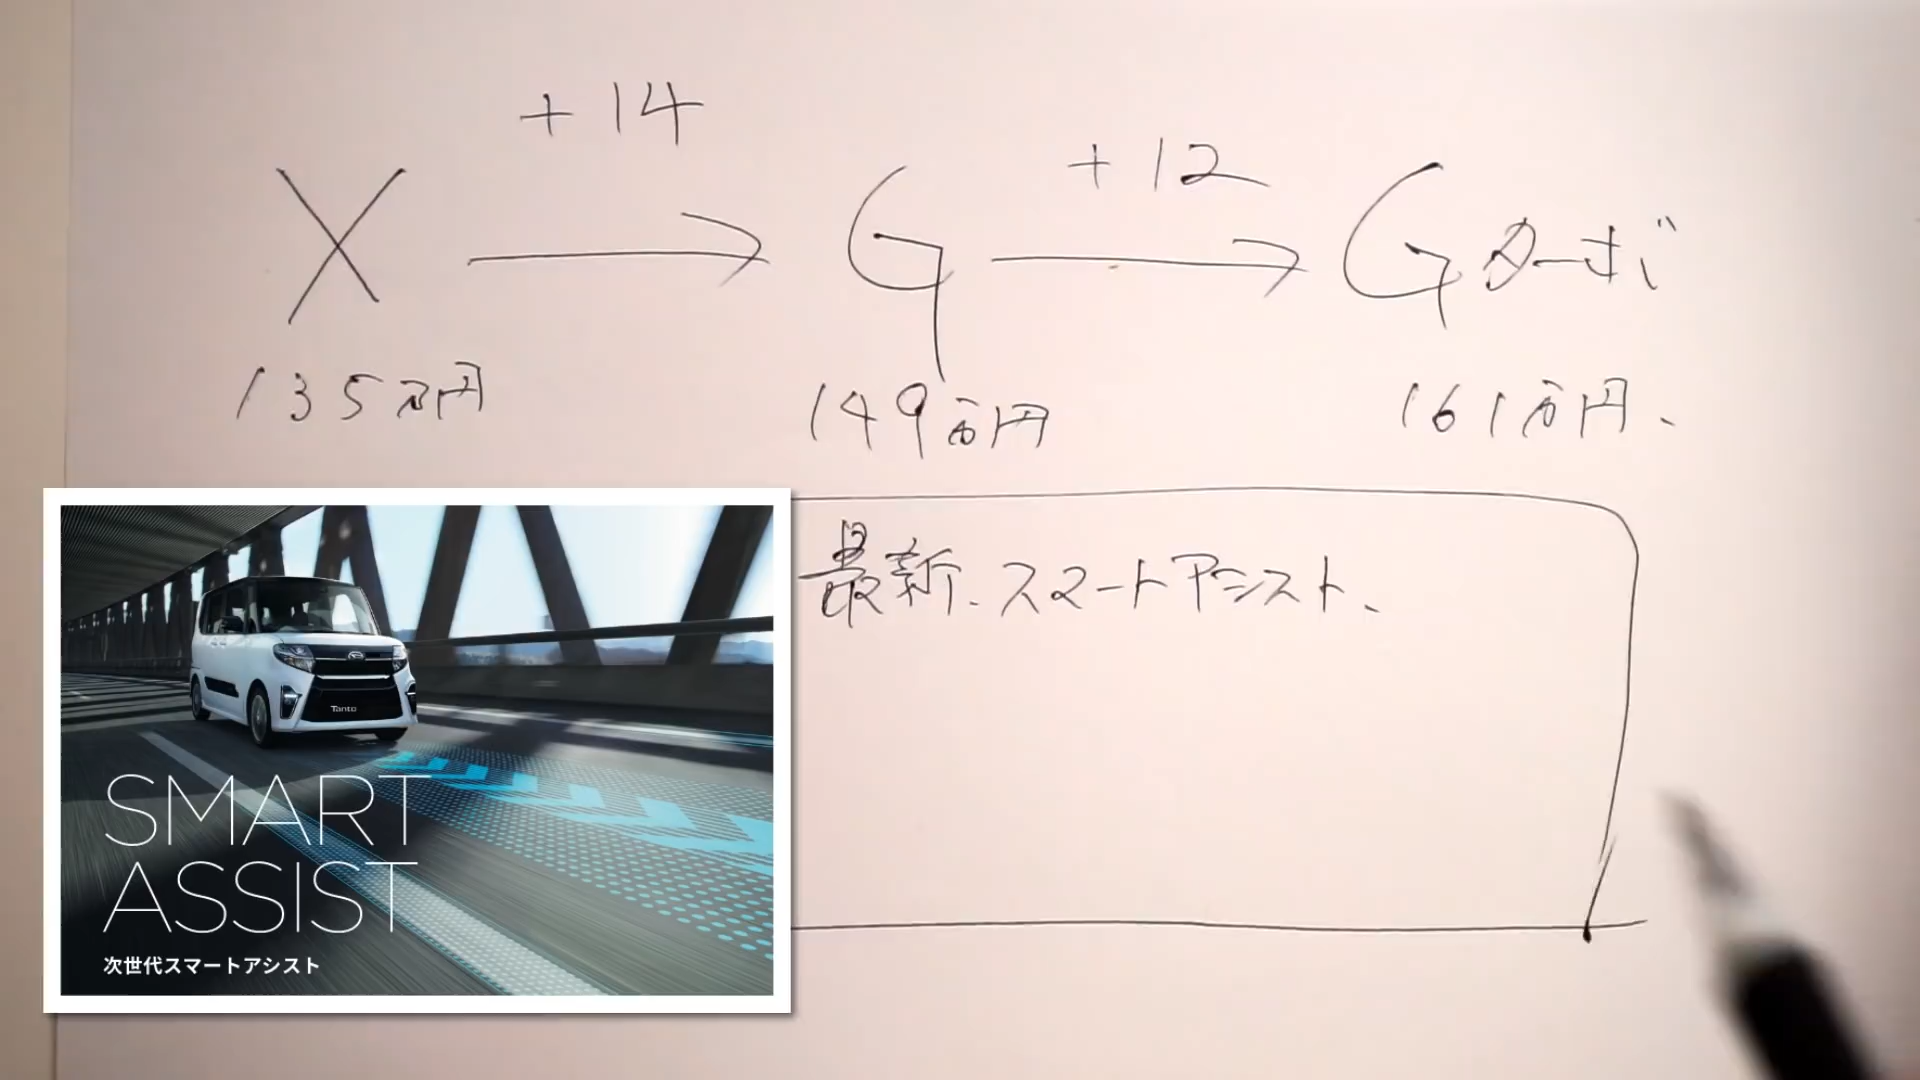 +14
+12
X → G → Gターボ
135万円 149万円 161万円、
最新.スマートアシスト、
Tanto
SMART
ASSIST
次世代スマートアシスト